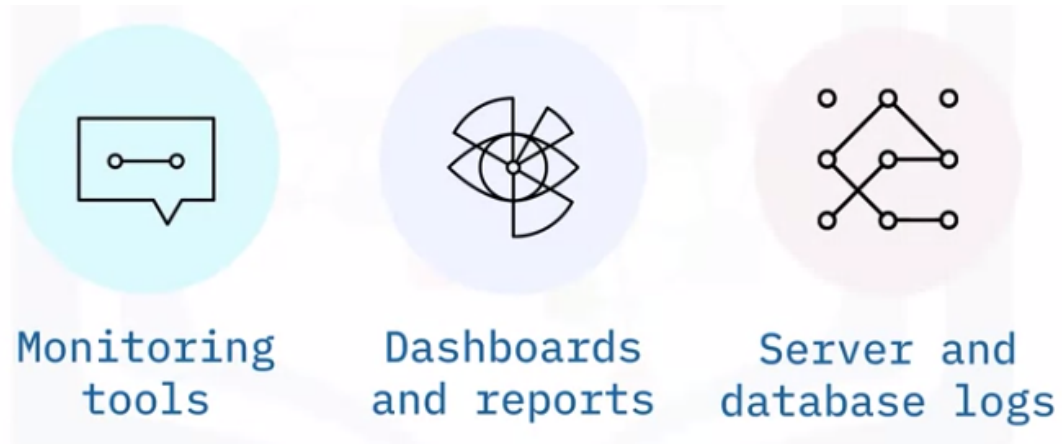 Monitoring
tools
Dashboards
and reports
Server and
database logs